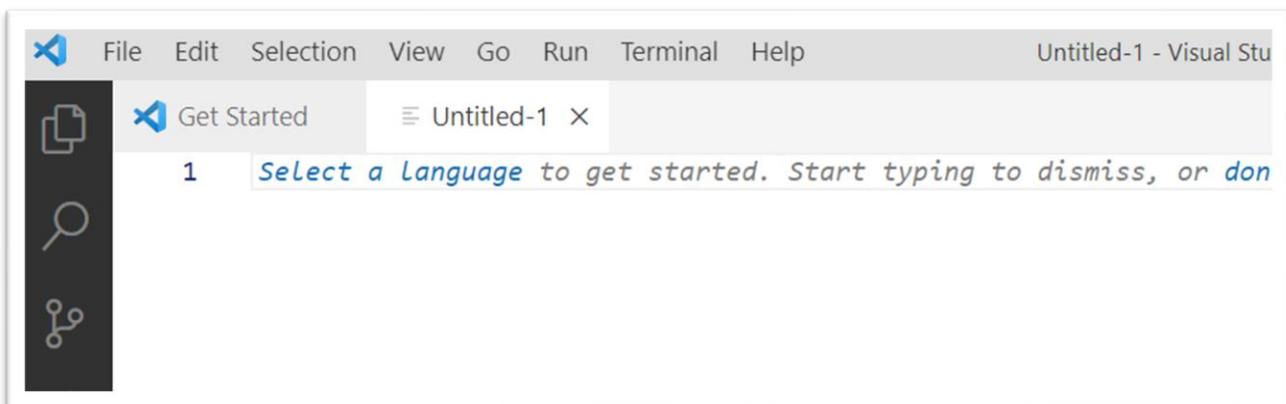 File Edit Selection View Go Run Terminal Help Untitled-1 - Visual Stu
Get Started Untitled-1
1 Select a language to get started. Start typing to dismiss, or don